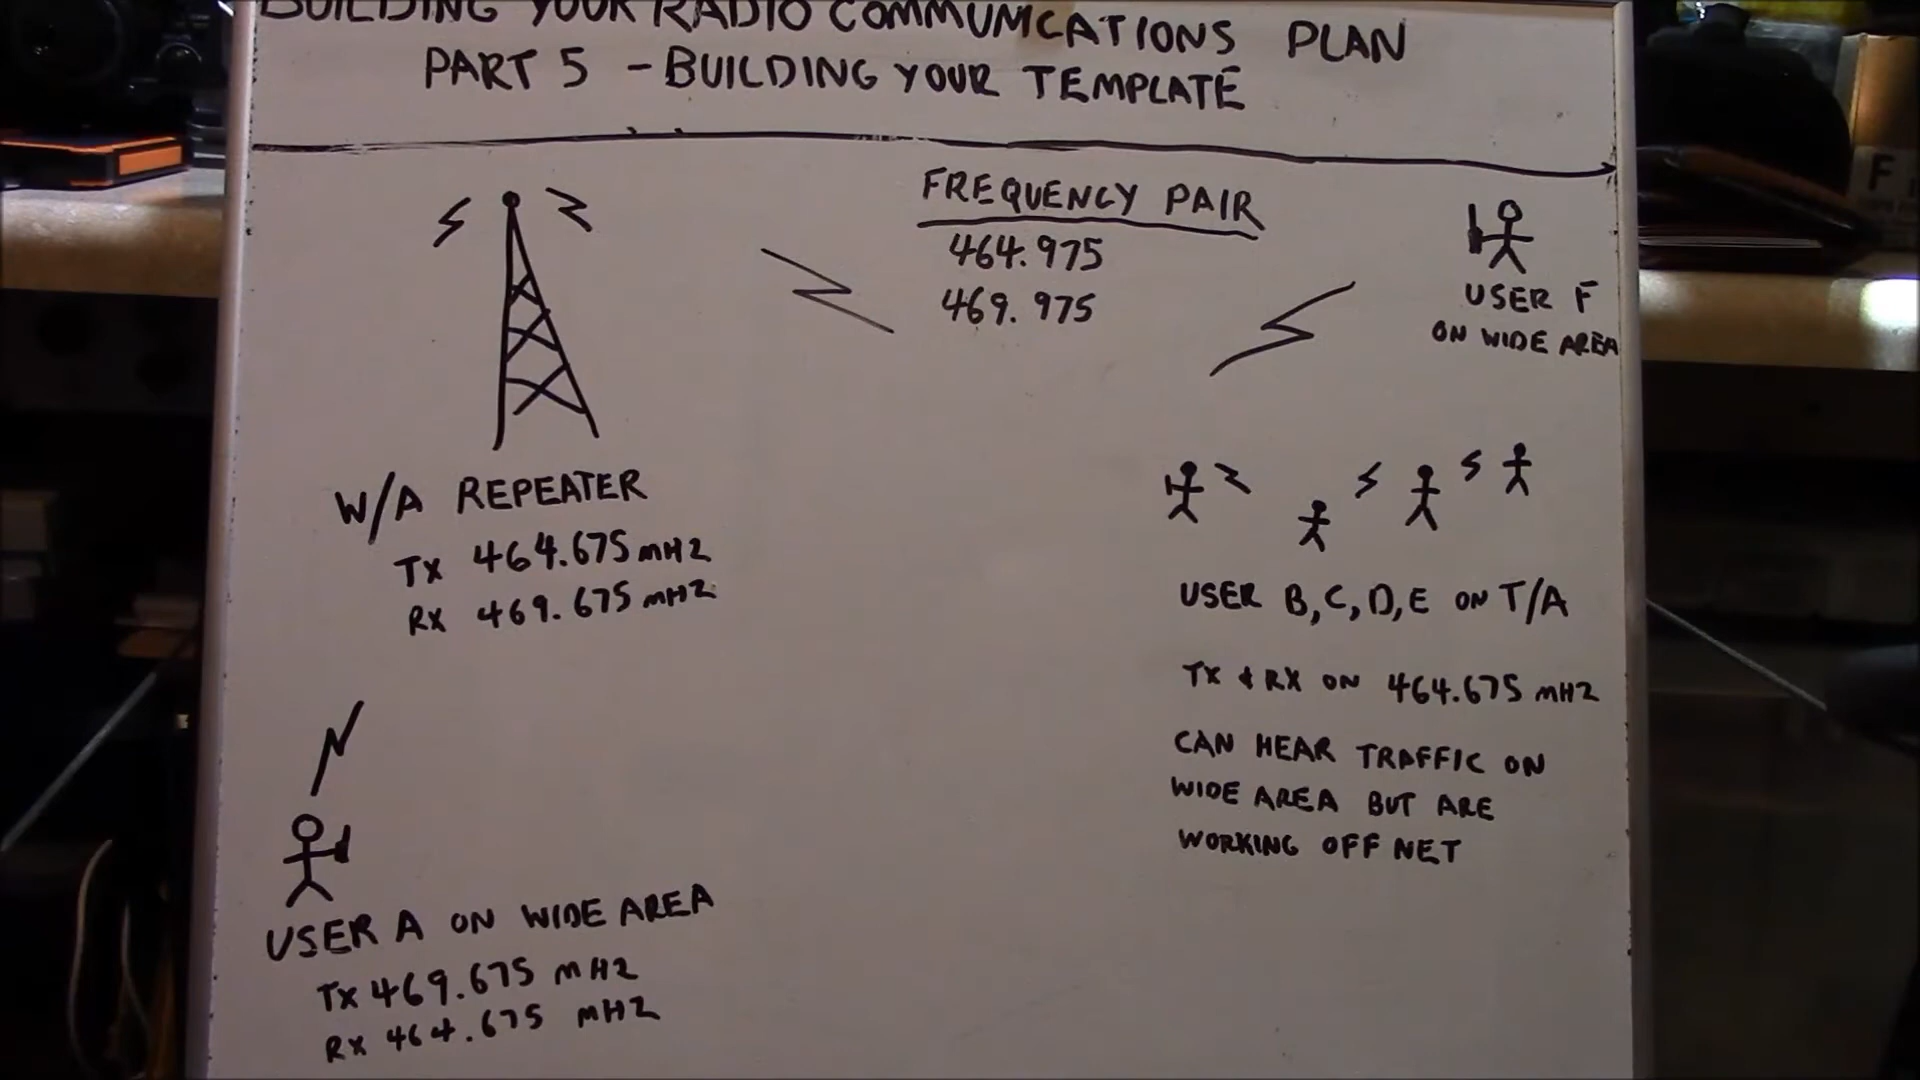 BUILDING YOUR RADIO COMMUNICATIONS PLAN
PART 5 - BUILDING YOUR TEMPLATE
FREQUENCY PAIR
464.975
469.975
USER F
ON WIDE AREA
W/A REPEATER
TX 464.675 MHZ
RX 469.675 MHZ
USER B, C, D, E ON T/A
TX & RX ON 464.675 MHZ
CAN HEAR TRAFFIC ON
WIDE AREA BUT ARE
WORKING OFF NET
USER A ON WIDE AREA
TX 469.675 MHZ
RX 464.675 MHZ
F